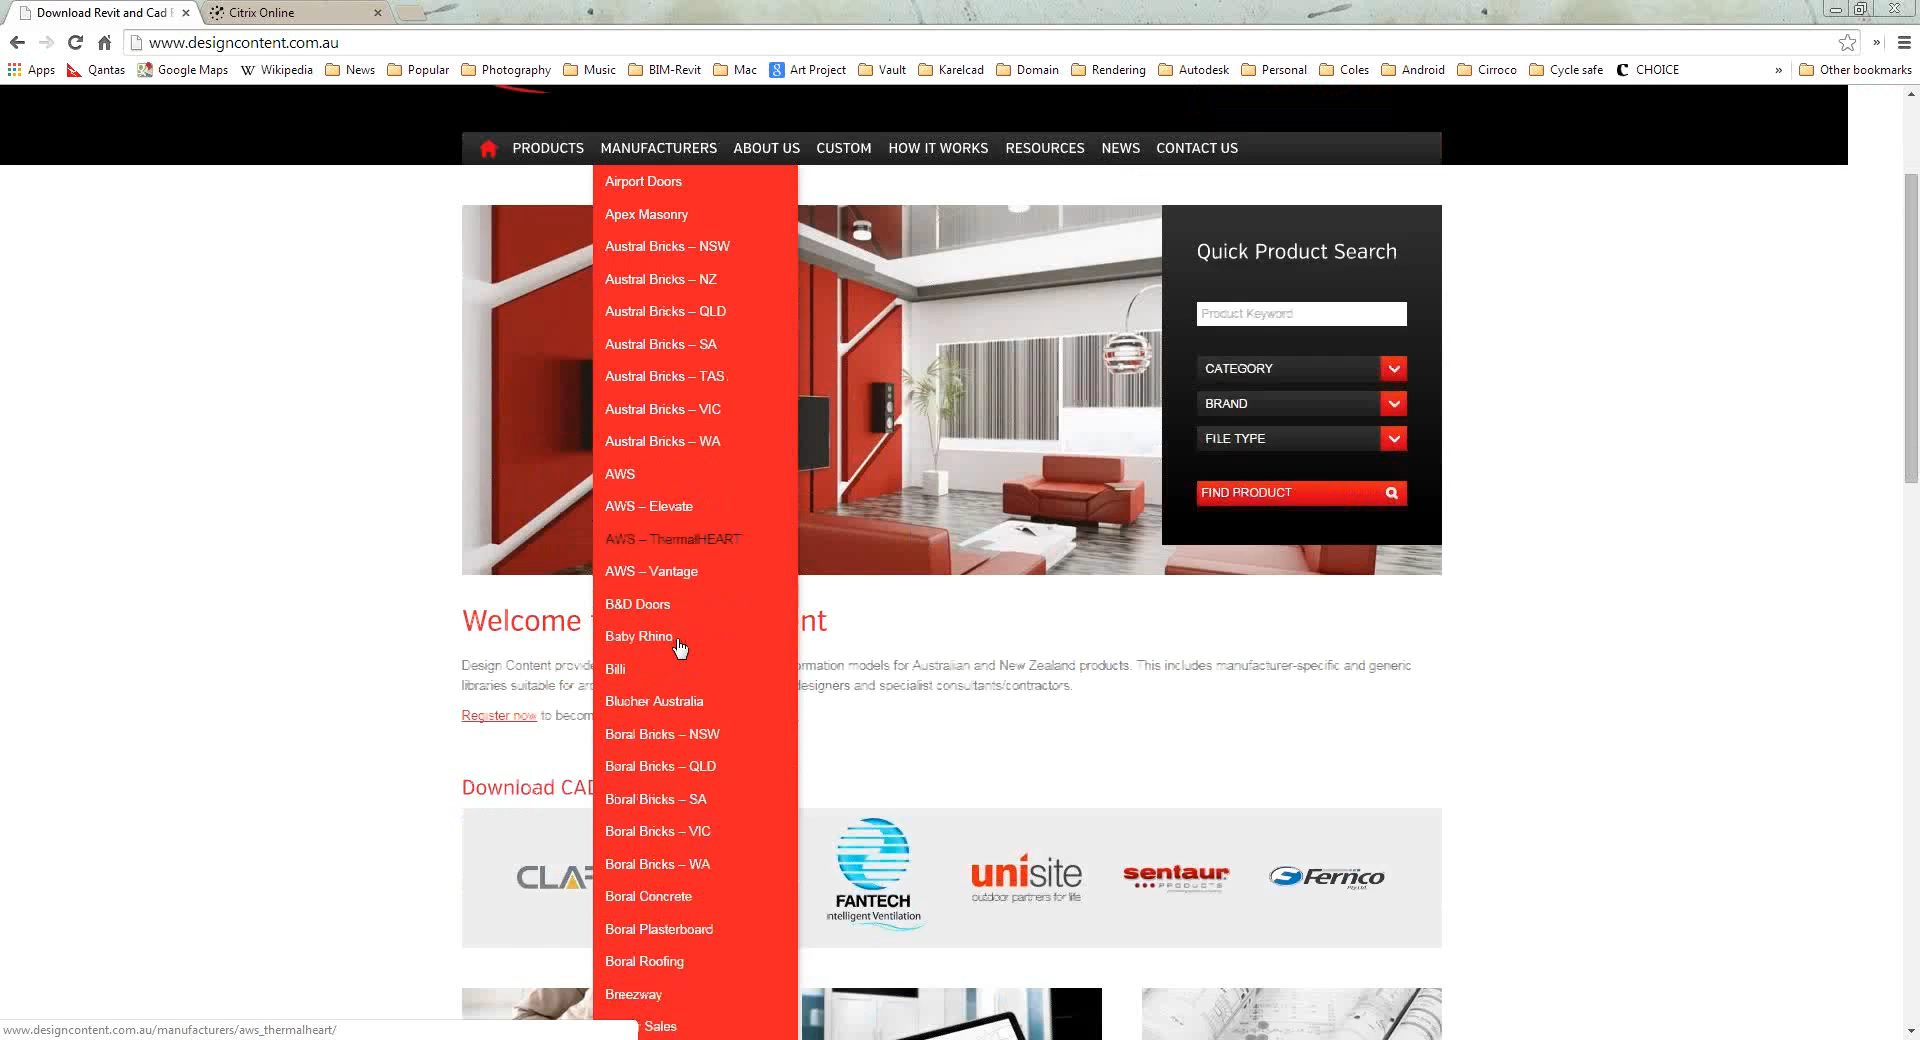 Download Revit and Cad
Citrix Online
www.designcontent.com.au
Apps
Qantas
Google Maps
W Wikipedia
News
Popular
Photography
Music
BIM-Revit
Mac
8 Art Project
Vault
Karelcad
Domain
Rendering
Autodesk
Personal
Coles
Android
Cirroco
Cycle safe
C CHOICE
»
Other bookmarks
PRODUCTS
MANUFACTURERS
ABOUT US
CUSTOM
HOW IT WORKS
RESOURCES
NEWS
CONTACT US
Airport Doors
Apex Masonry
Austral Bricks – NSW
Austral Bricks – NZ
Austral Bricks – QLD
Austral Bricks – SA
Austral Bricks – TAS
Austral Bricks – VIC
Austral Bricks – WA
AWS
AWS – Elevate
AWS – ThermalHEART
AWS – Vantage
B&D Doors
Baby Rhino
Billi
Blucher Australia
Boral Bricks – NSW
Boral Bricks – QLD
Boral Bricks – SA
Boral Bricks – VIC
Boral Bricks – WA
Boral Concrete
Boral Plasterboard
Boral Roofing
Breezway
Sales
Quick Product Search
Product Keyword
CATEGORY
BRAND
FILE TYPE
FIND PRODUCT
Welcome
nt
Design Content provide
ormation models for Australian and New Zealand products. This includes manufacturer-specific and generic
libraries suitable for ar
designers and specialist consultants/contractors.
Register now to becom
Download CAD
CLA
FANTECH
Intelligent Ventilation
unisite
outdoor partners for life
sentaur
PRODUCTS
Fernco
www.designcontent.com.au/manufacturers/aws_thermalheart/